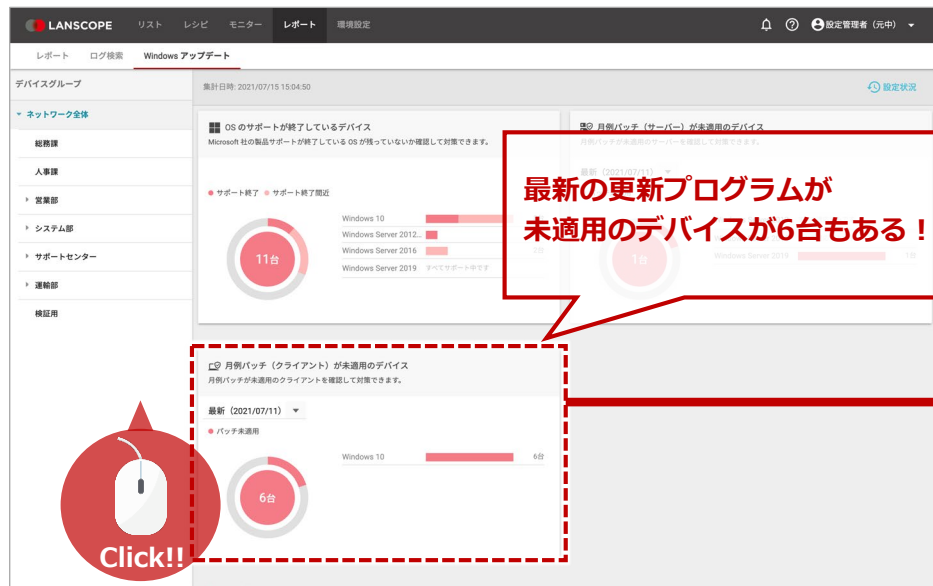 LANSCOPE リスト レシピ モニター レポート 環境設定 設定管理者（元中）
レポート ログ検索 Windows アップデート
デバイスグループ
集計日時: 2021/07/15 15:04:50
設定状況
ネットワーク全体
総務課
人事課
営業部
システム部
サポートセンター
運輸部
検証用
OS のサポートが終了しているデバイス
Microsoft 社の製品サポートが終了している OS が残っていないか確認して対策できます。
サポート終了 サポート終了間近
11台
Windows 10
Windows Server 2012...
Windows Server 2016 2台
Windows Server 2019 すべてサポート中です
月例パッチ（サーバー）が未適用のデバイス
月例パッチが未適用のサーバーを確認して対策できます。
最新（2021/07/11）
1台
Windows Server 2019 1台
最新の更新プログラムが
未適用のデバイスが6台もある！
月例パッチ（クライアント）が未適用のデバイス
月例パッチが未適用のクライアントを確認して対策できます。
最新（2021/07/11）
パッチ未適用
Windows 10 6台
6台
Click!!